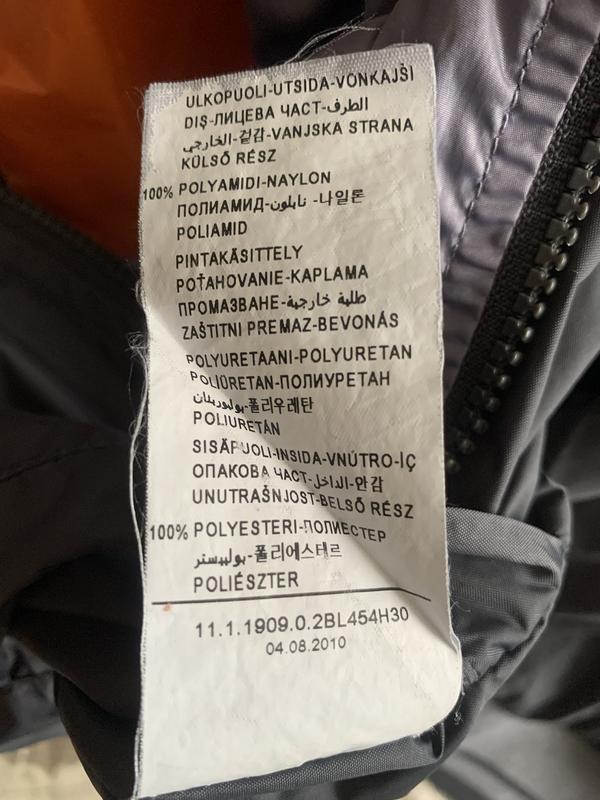 ULKOPUOLI-UTSIDA-VONKAJŠI
DIŞ-ЛИЦЕВА ЧАСТ-الطرف
الخارجي-겉감-VANJSKA STRANA
KÜLSŐ RÉSZ
100% POLYAMIDI-NAYLON
ПОЛИАМИД-نايلون -나일론
POLIAMID
PINTAKÄSITTELY
POŤAHOVANIE-KAPLAMA
ПРОМАЗВАНЕ-طلية خارجية
ZAŠTITNI PREMAZ-BEVONÁS
POLYURETAANI-POLYURETAN
POLIÜRETAN-ПОЛИУРЕТАН
بوليوريتان-폴리우레탄
POLIURETÁN
SISÄPUOLI-INSIDA-VNÚTRO-İÇ
ОПАКОВА ЧАСТ-الداخل-안감
UNUTRAŠNJOST-BELSŐ RÉSZ
100% POLYESTERI-ПОЛИЕСТЕР
بوليستر-폴리에스테르
POLIÉSZTER
11.1.1909.0.2BL454H30
04.08.2010